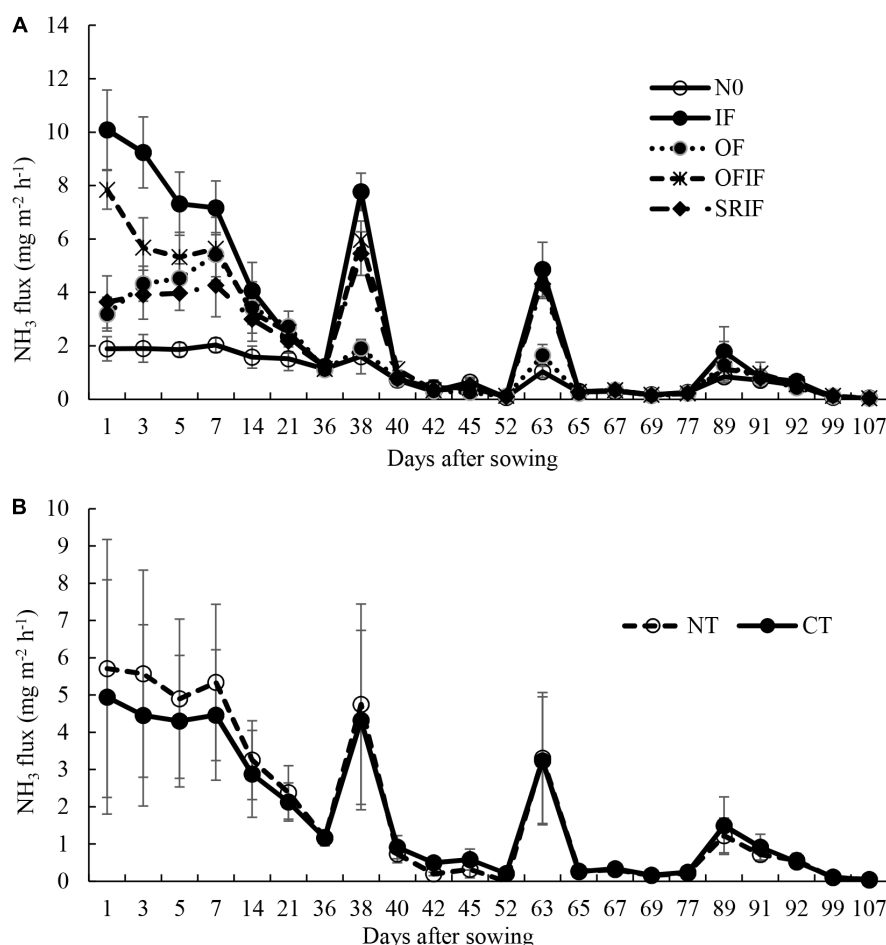 A
14
12
10
8
6
4
2
0
NH₃ flux (mg m⁻² h⁻¹)
N0
IF
OF
OFIF
SRIF
1 3 5 7 14 21 36 38 40 42 45 52 63 65 67 69 77 89 91 92 99 107
Days after sowing
B
10
9
8
7
6
5
4
3
2
1
0
NH₃ flux (mg m⁻² h⁻¹)
NT CT
1 3 5 7 14 21 36 38 40 42 45 52 63 65 67 69 77 89 91 92 99 107
Days after sowing